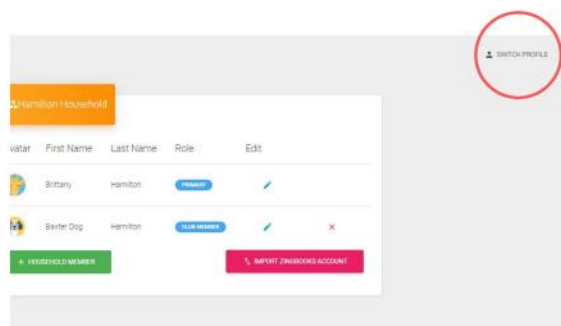 SWITCH PROFILE
Hamilton Household
vatar First Name Last Name Role Edit
Brittany Hamilton PRIMARY
Baxter Dog Hamilton CLUB MEMBER
+ HOUSEHOLD MEMBER IMPORT ZINGBOOKS ACCOUNT